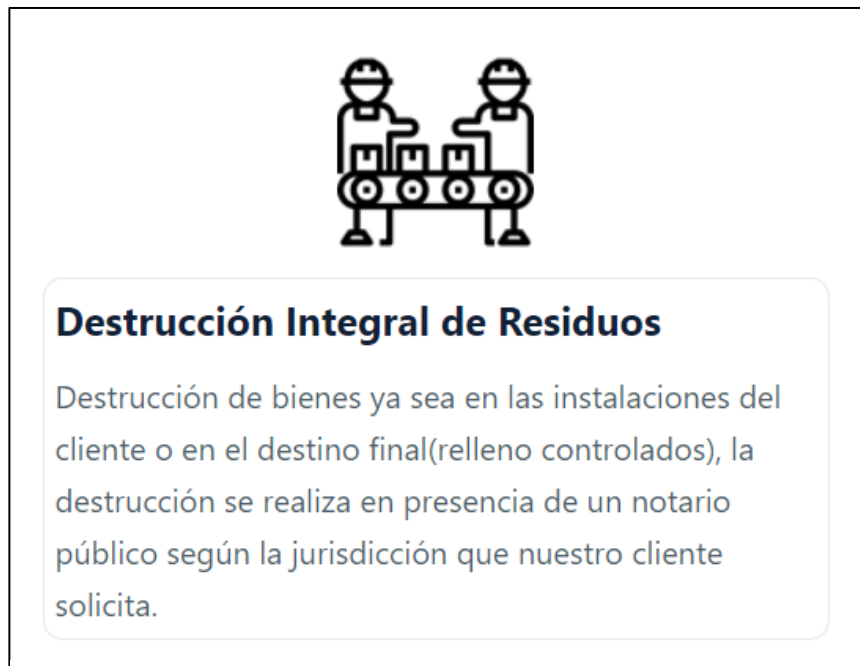 Destrucción Integral de Residuos
Destrucción de bienes ya sea en las instalaciones del
cliente o en el destino final(relleno controlados), la
destrucción se realiza en presencia de un notario
público según la jurisdicción que nuestro cliente
solicita.